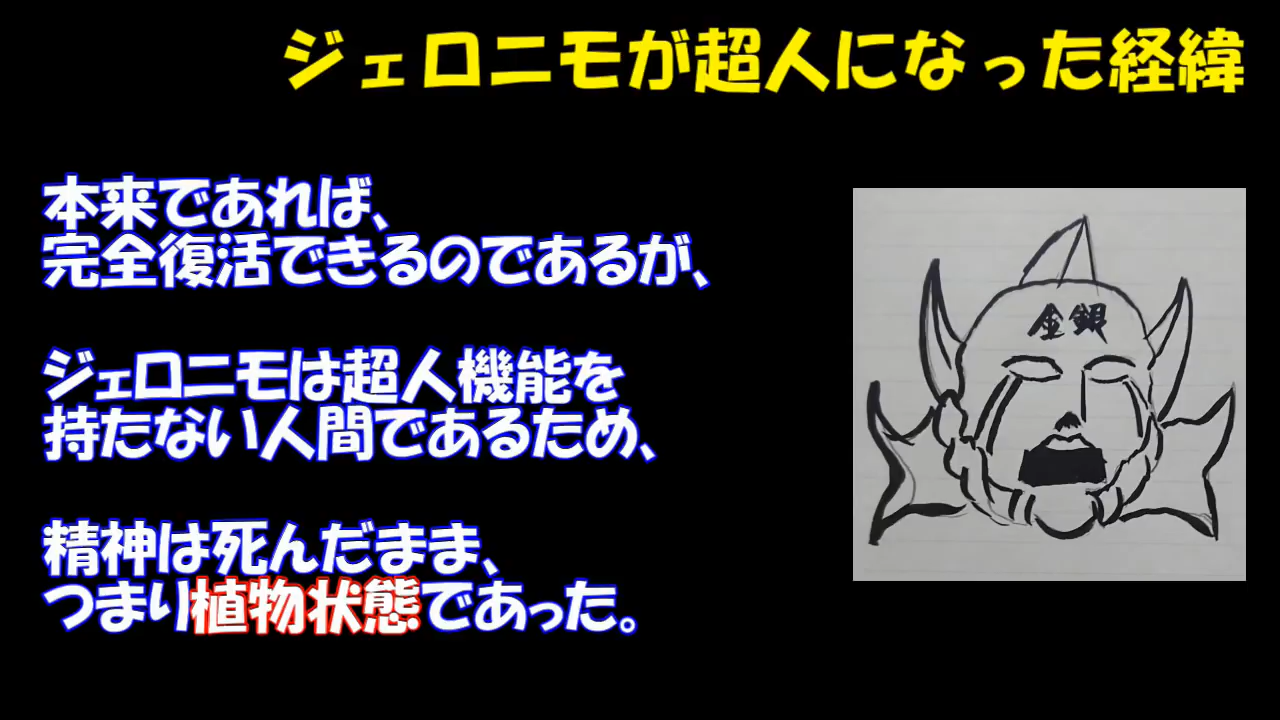 ジェロニモが超人になった経緯
本来であれば、
完全復活できるのであるが、
ジェロニモは超人機能を
持たない人間であるため、
精神は死んだまま、
つまり植物状態であった。
金銀